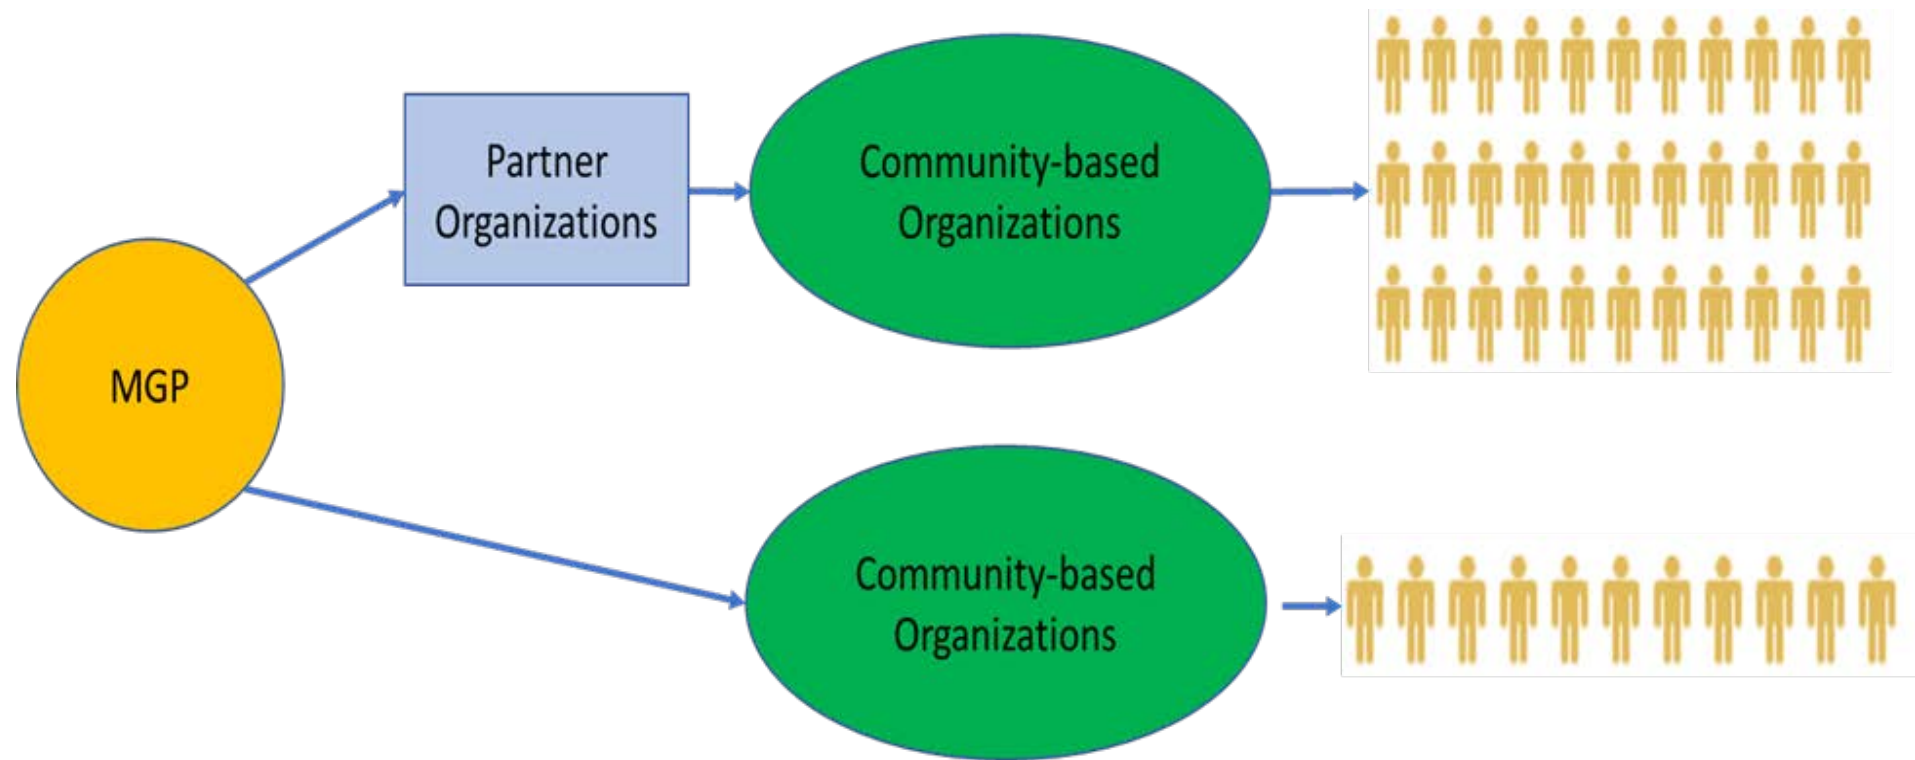 Partner
Organizations
Community-based
Organizations
MGP
Community-based
Organizations